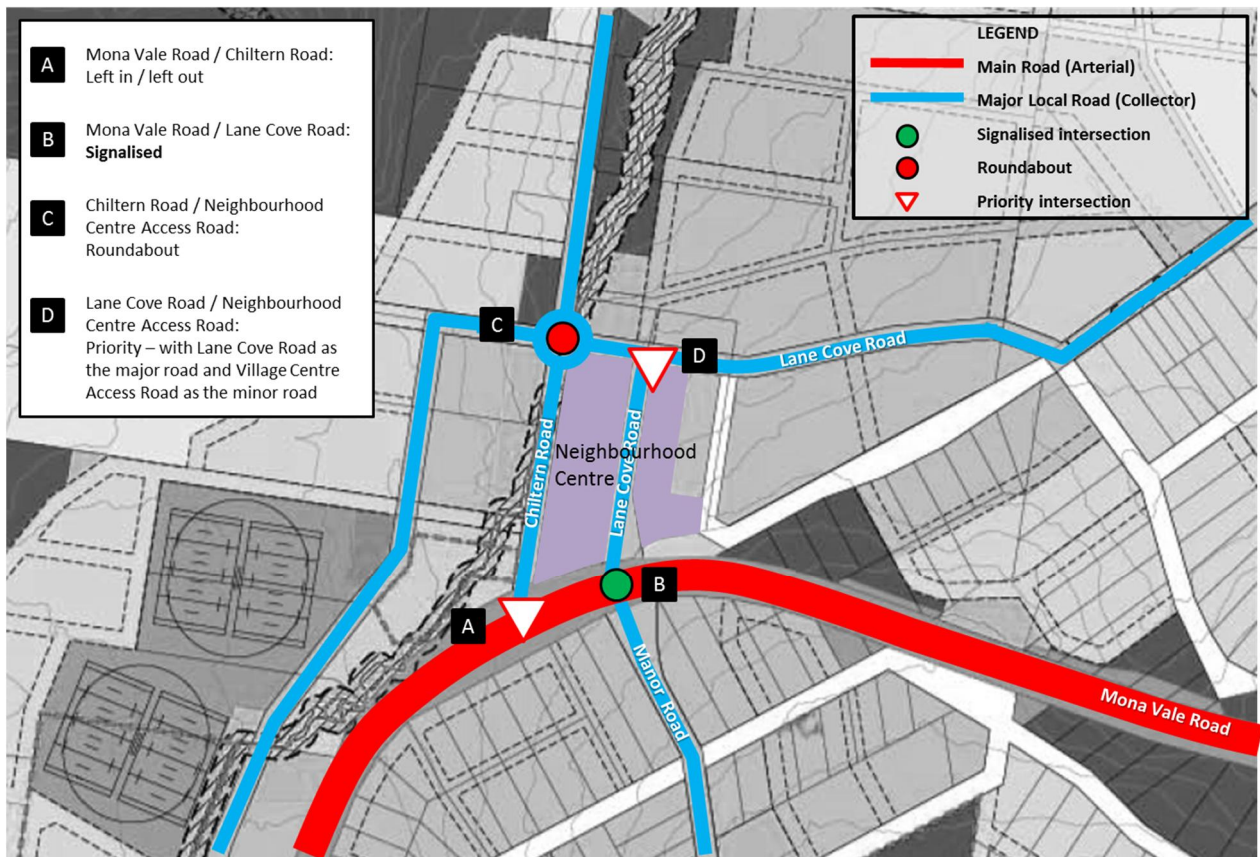 A
Mona Vale Road / Chiltern Road:
Left in / left out
B
Mona Vale Road / Lane Cove Road:
Signalised
C
Chiltern Road / Neighbourhood
Centre Access Road:
Roundabout
D
Lane Cove Road / Neighbourhood
Centre Access Road:
Priority – with Lane Cove Road as
the major road and Village Centre
Access Road as the minor road
LEGEND
Main Road (Arterial)
Major Local Road (Collector)
Signalised intersection
Roundabout
Priority intersection
C
D
Lane Cove Road
Chiltern Road
Lane Cove Road
Neighbourhood
Centre
B
A
Manor Road
Mona Vale Road